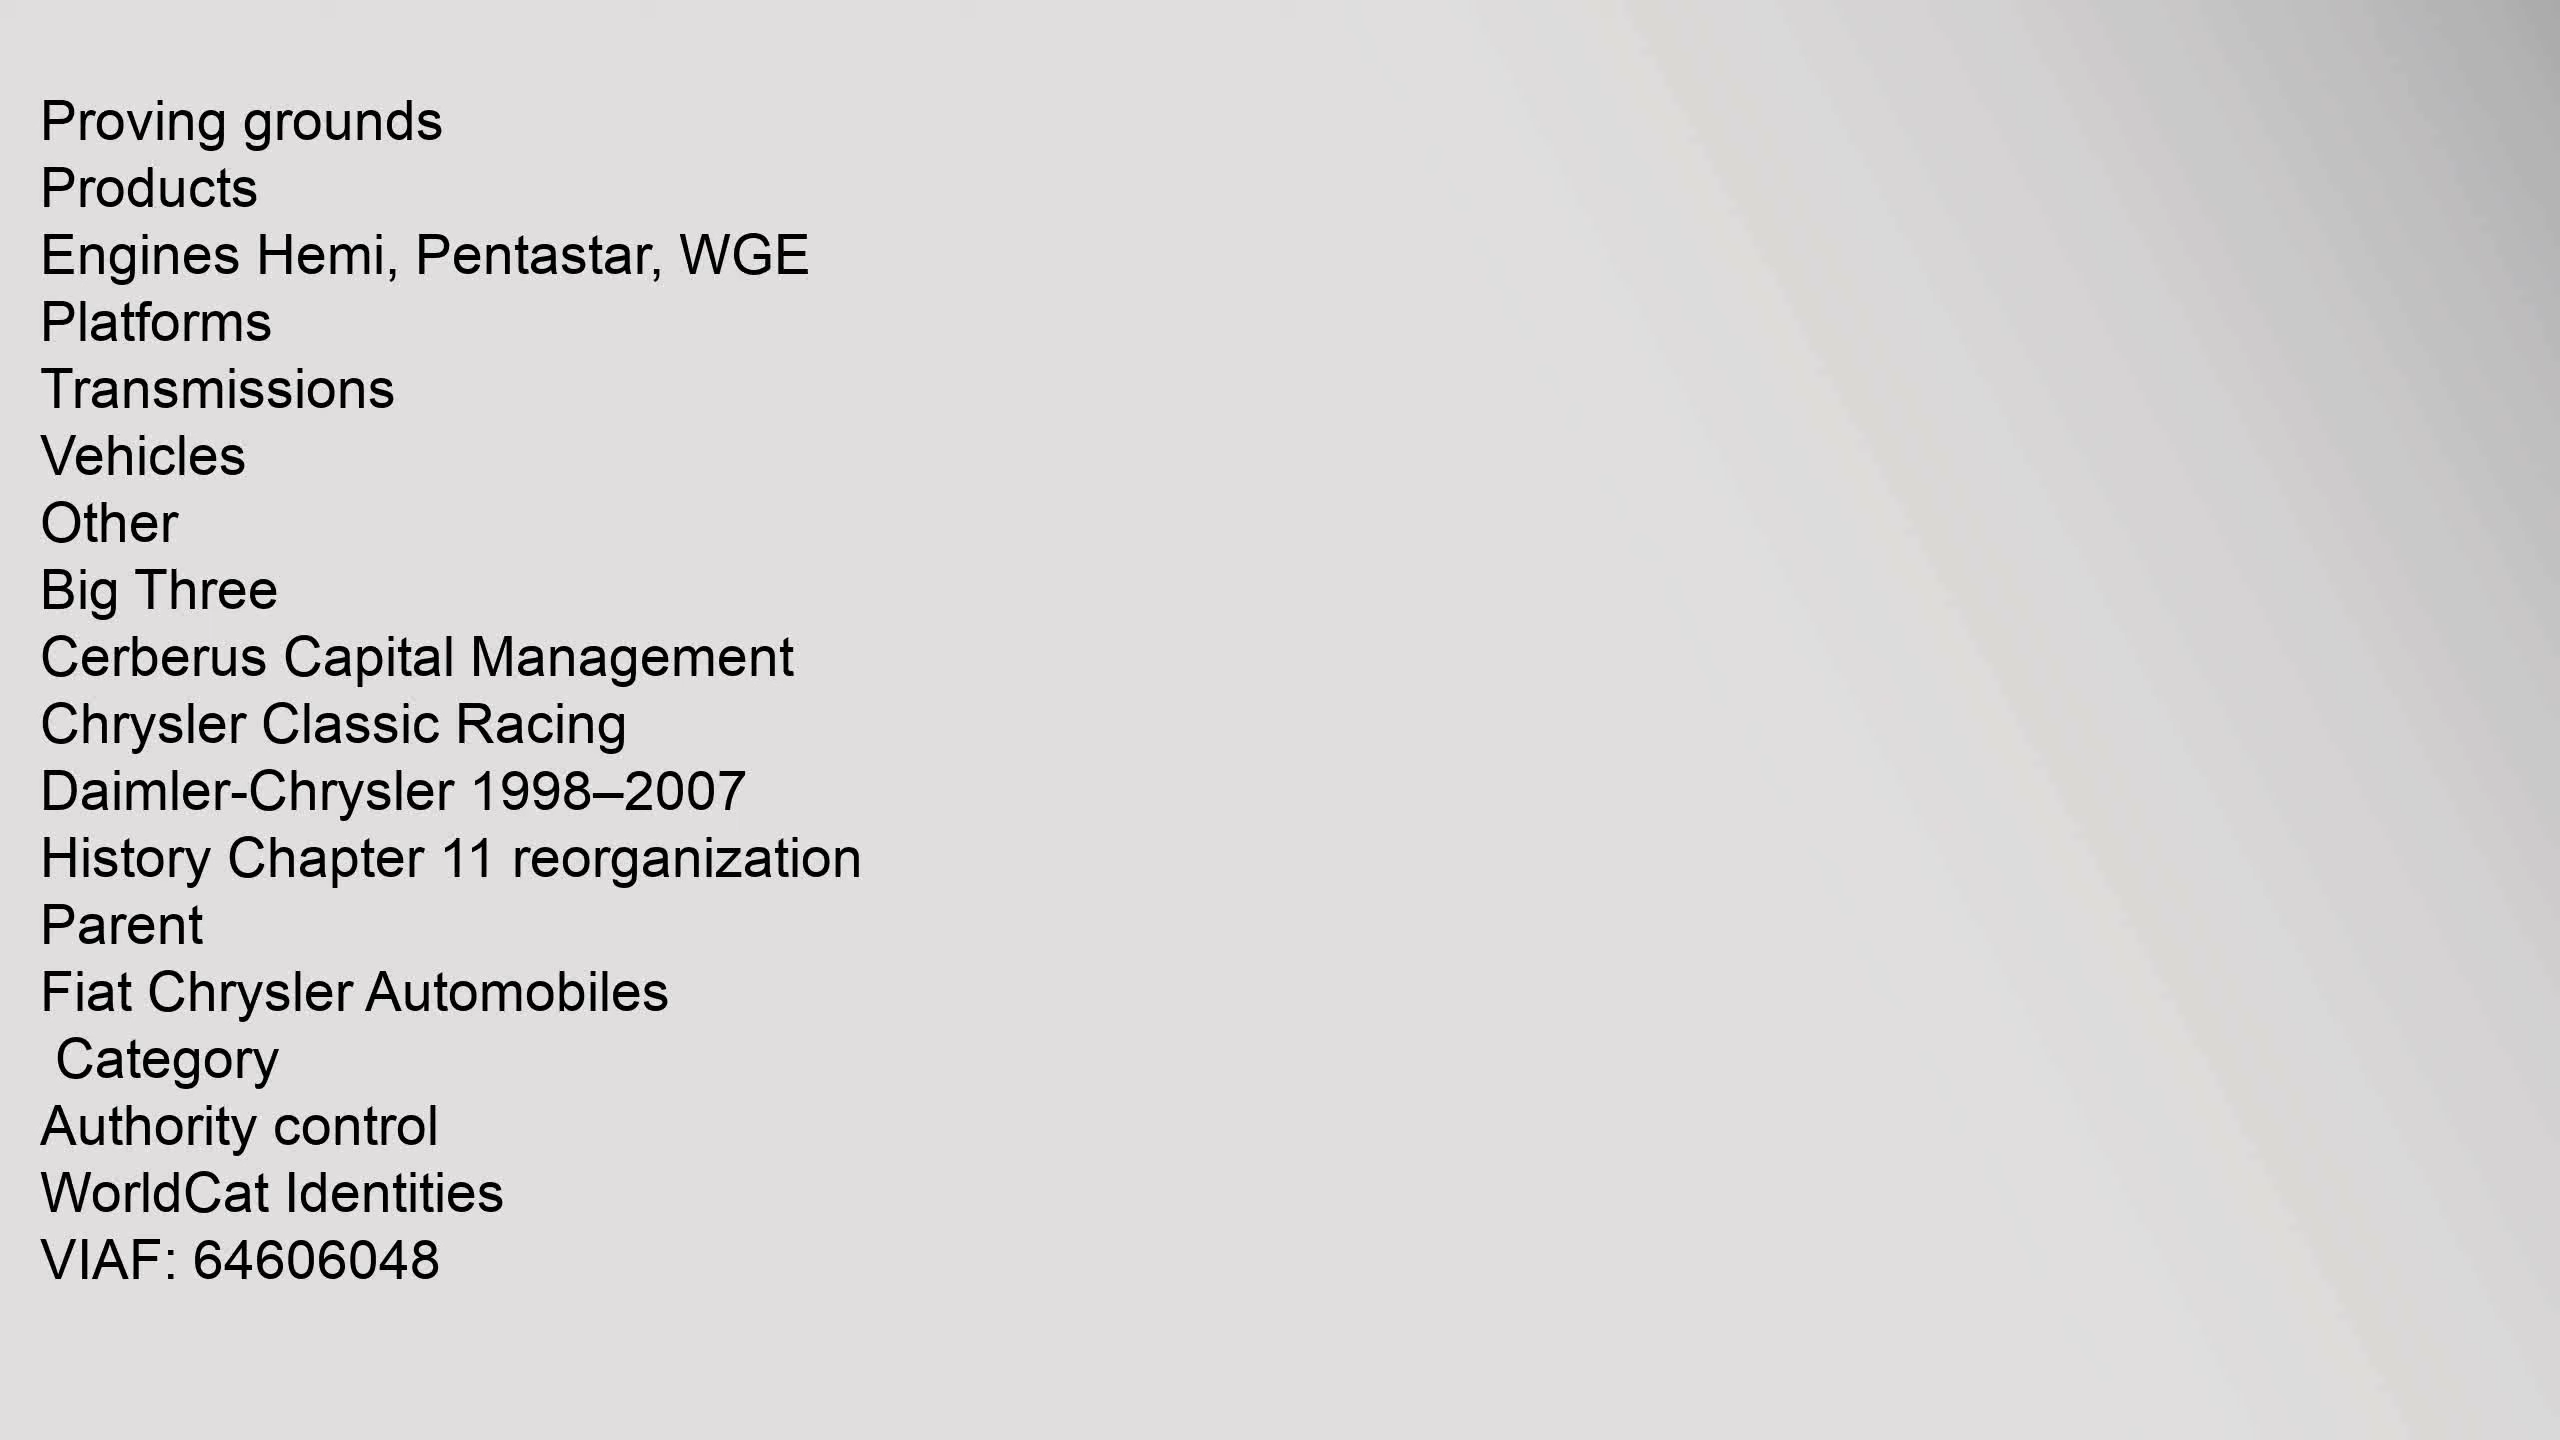 Proving grounds
Products
Engines Hemi, Pentastar, WGE
Platforms
Transmissions
Vehicles
Other
Big Three
Cerberus Capital Management
Chrysler Classic Racing
Daimler-Chrysler 1998–2007
History Chapter 11 reorganization
Parent
Fiat Chrysler Automobiles
Category
Authority control
WorldCat Identities
VIAF: 64606048